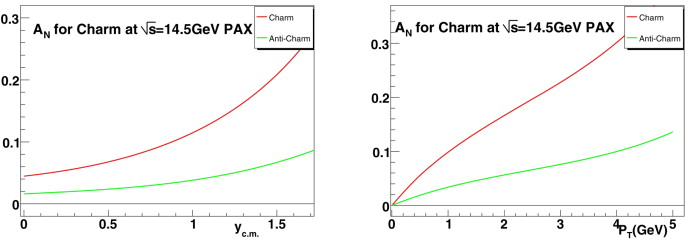 A_N for Charm at √s=14.5GeV PAX
Charm
Anti-Charm
0.3
0.2
0.1
0
0 0.5 1 1.5
y_c.m.
A_N for Charm at √s=14.5GeV PAX
Charm
Anti-Charm
0.3
0.2
0.1
0
0 1 2 3 4 5
P_T(GeV)